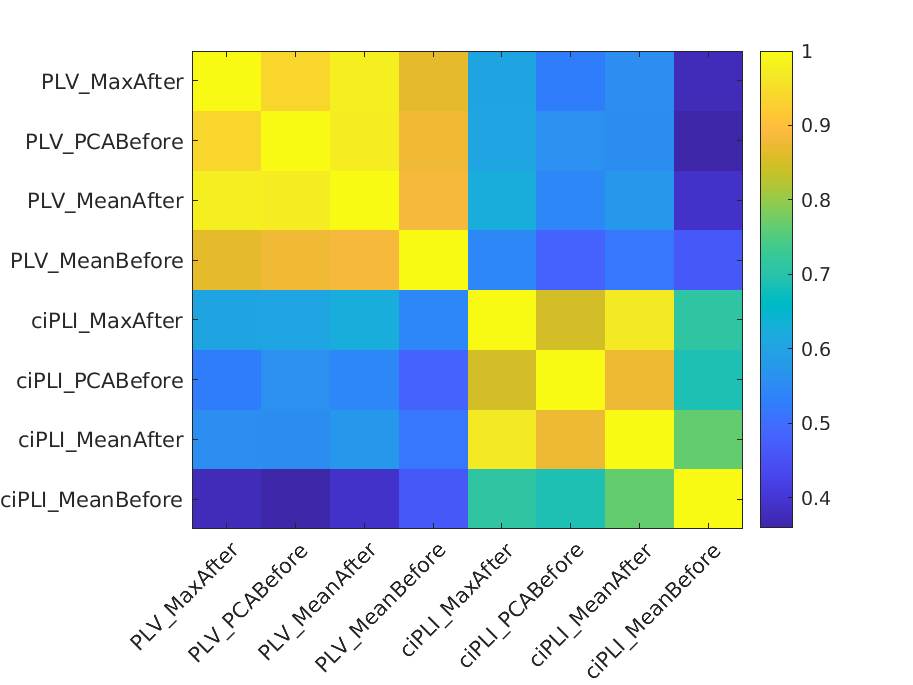 PLV_MaxAfter
PLV_PCABefore
PLV_MeanAfter
PLV_MeanBefore
ciPLI_MaxAfter
ciPLI_PCABefore
ciPLI_MeanAfter
ciPLI_MeanBefore
PLV_MaxAfter
PLV_PCABefore
PLV_MeanAfter
PLV_MeanBefore
ciPLI_MaxAfter
ciPLI_PCABefore
ciPLI_MeanAfter
ciPLI_MeanBefore
1
0.9
0.8
0.7
0.6
0.5
0.4